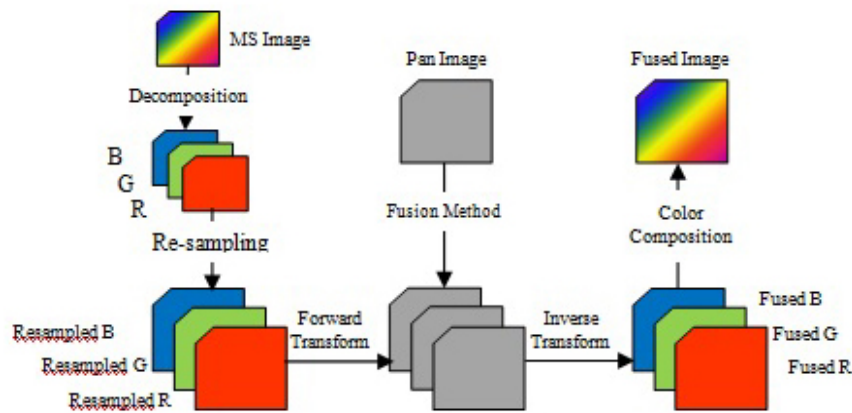 MS Image
Decomposition
B
G
R
Re-sampling
Resampled B
Resampled G
Resampled R
Forward
Transform
Pan Image
Fusion Method
Inverse
Transform
Fused Image
Color
Composition
Fused B
Fused G
Fused R